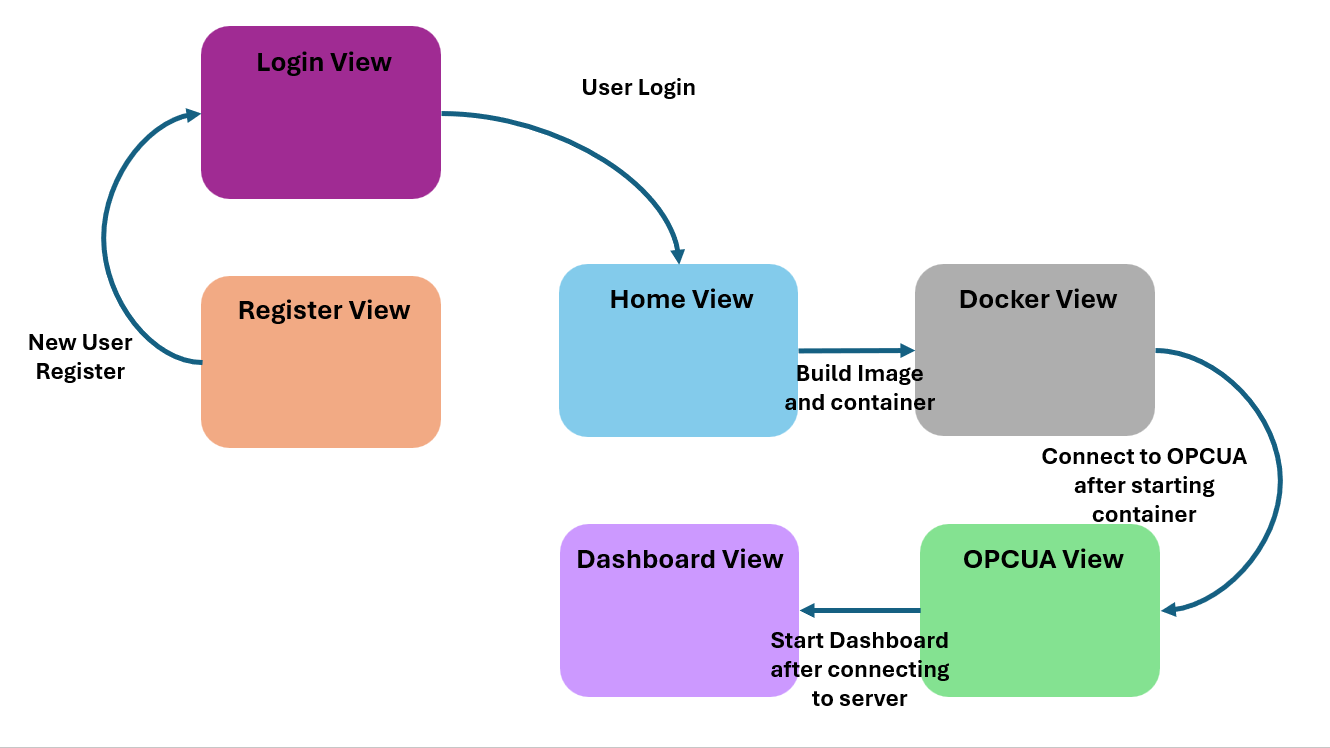 Login View
User Login
Register View
New User
Register
Home View
Docker View
Build Image
and container
Connect to OPCUA
after starting
container
Dashboard View
OPCUA View
Start Dashboard
after connecting
to server